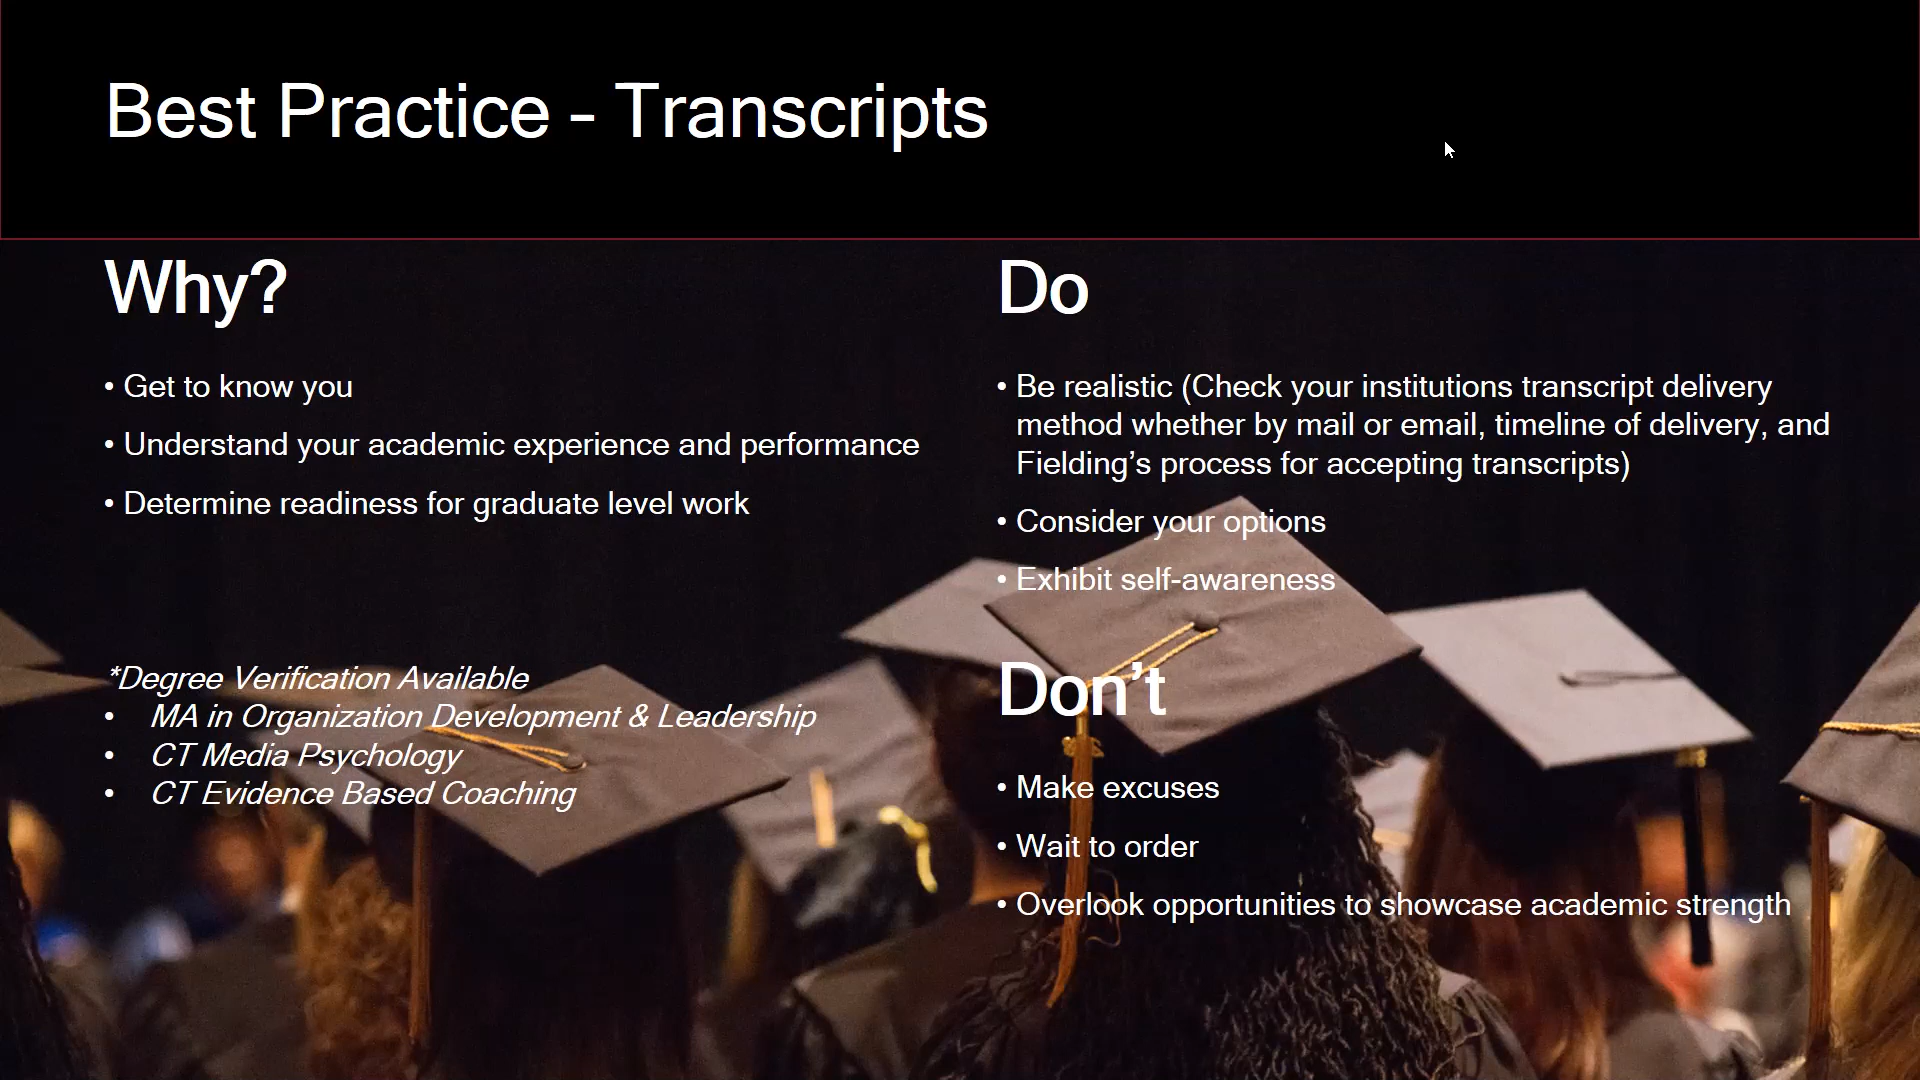 Best Practice - Transcripts
Why?
• Get to know you
• Understand your academic experience and performance
• Determine readiness for graduate level work
*Degree Verification Available
• MA in Organization Development & Leadership
• CT Media Psychology
• CT Evidence Based Coaching
Do
• Be realistic (Check your institutions transcript delivery
method whether by mail or email, timeline of delivery, and
Fielding’s process for accepting transcripts)
• Consider your options
• Exhibit self-awareness
Don’t
• Make excuses
• Wait to order
• Overlook opportunities to showcase academic strength